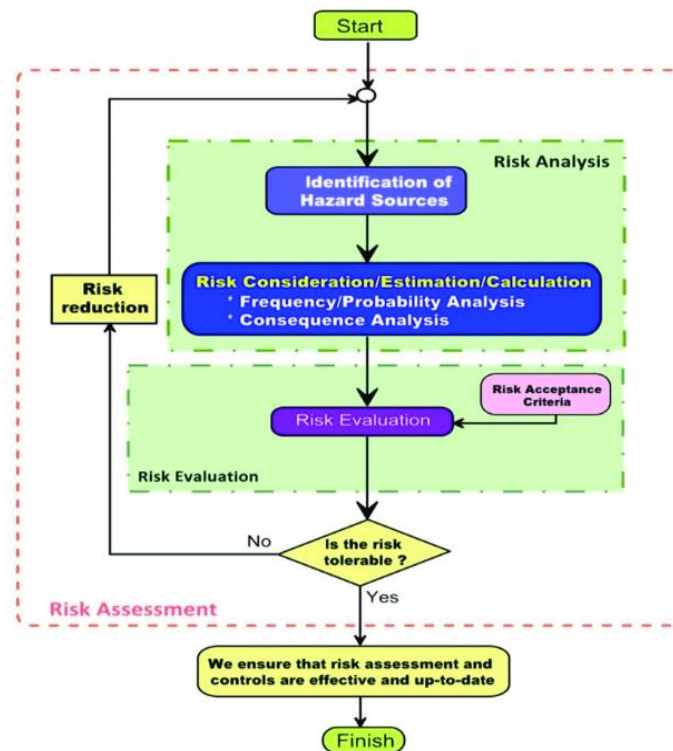 Start
Risk Analysis
Identification of
Hazard Sources
Risk Consideration/Estimation/Calculation
* Frequency/Probability Analysis
* Consequence Analysis
Risk
reduction
Risk Acceptance
Criteria
Risk Evaluation
Risk Evaluation
No
Is the risk
tolerable ?
Yes
Risk Assessment
We ensure that risk assessment and
controls are effective and up-to-date
Finish